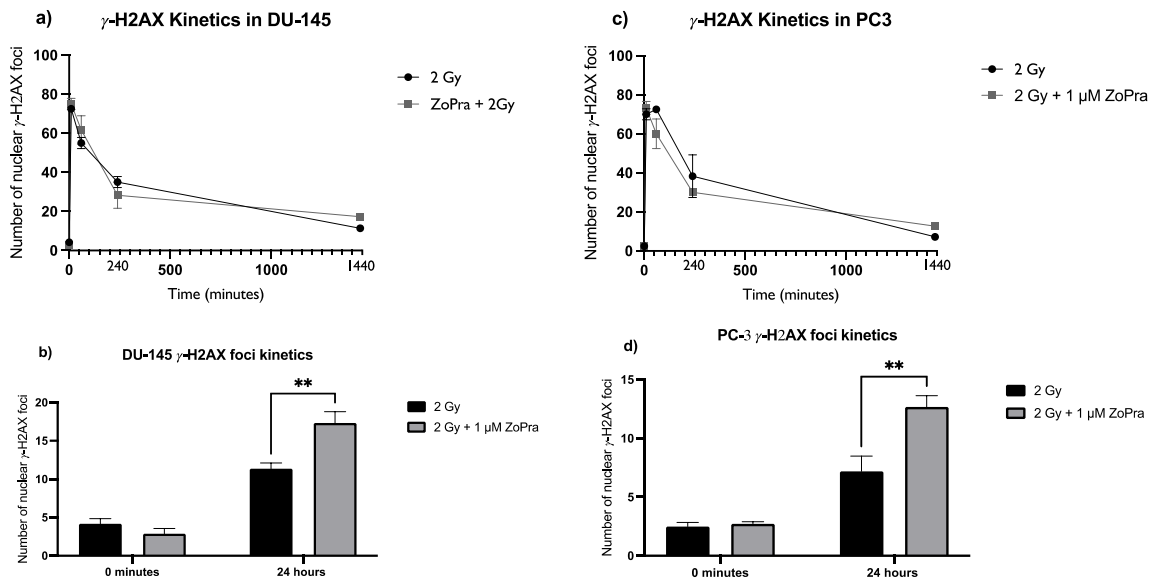 a)
γ-H2AX Kinetics in DU-145
Number of nuclear γ-H2AX foci
100
80
60
40
20
0
0
240
500
1000
1440
Time (minutes)
2 Gy
ZoPra + 2Gy
c)
γ-H2AX Kinetics in PC3
Number of nuclear γ-H2AX foci
100
80
60
40
20
0
0
240
500
1000
1440
Time (minutes)
2 Gy
2 Gy + 1 µM ZoPra
b)
DU-145 γ-H2AX foci kinetics
Number of nuclear γ-H2AX foci
20
15
10
5
0
**
0 minutes
24 hours
2 Gy
2 Gy + 1 µM ZoPra
d)
PC-3 γ-H2AX foci kinetics
Number of nuclear γ-H2AX foci
15
10
5
0
**
0 minutes
24 hours
2 Gy
2 Gy + 1 µM ZoPra